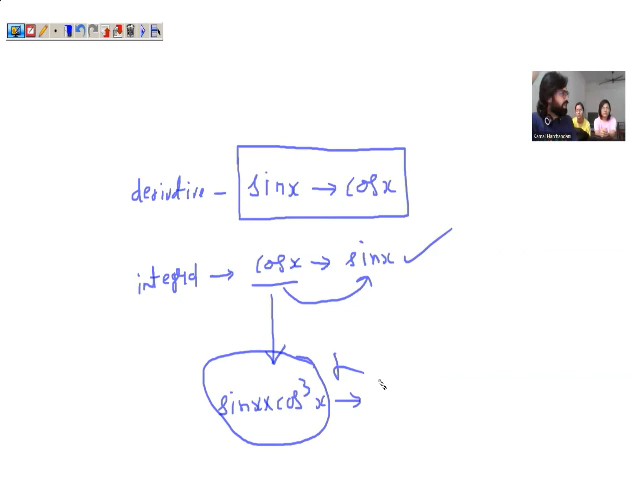 derivative - sinx → cosx
integral → cosx → sinx ✓
sinx x cos³x →